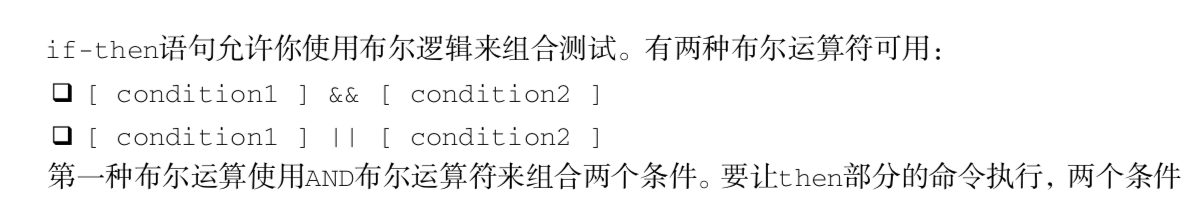 if-then语句允许你使用布尔逻辑来组合测试。有两种布尔运算符可用：
❑ [ condition1 ] && [ condition2 ]
❑ [ condition1 ] || [ condition2 ]
第一种布尔运算使用AND布尔运算符来组合两个条件。要让then部分的命令执行，两个条件